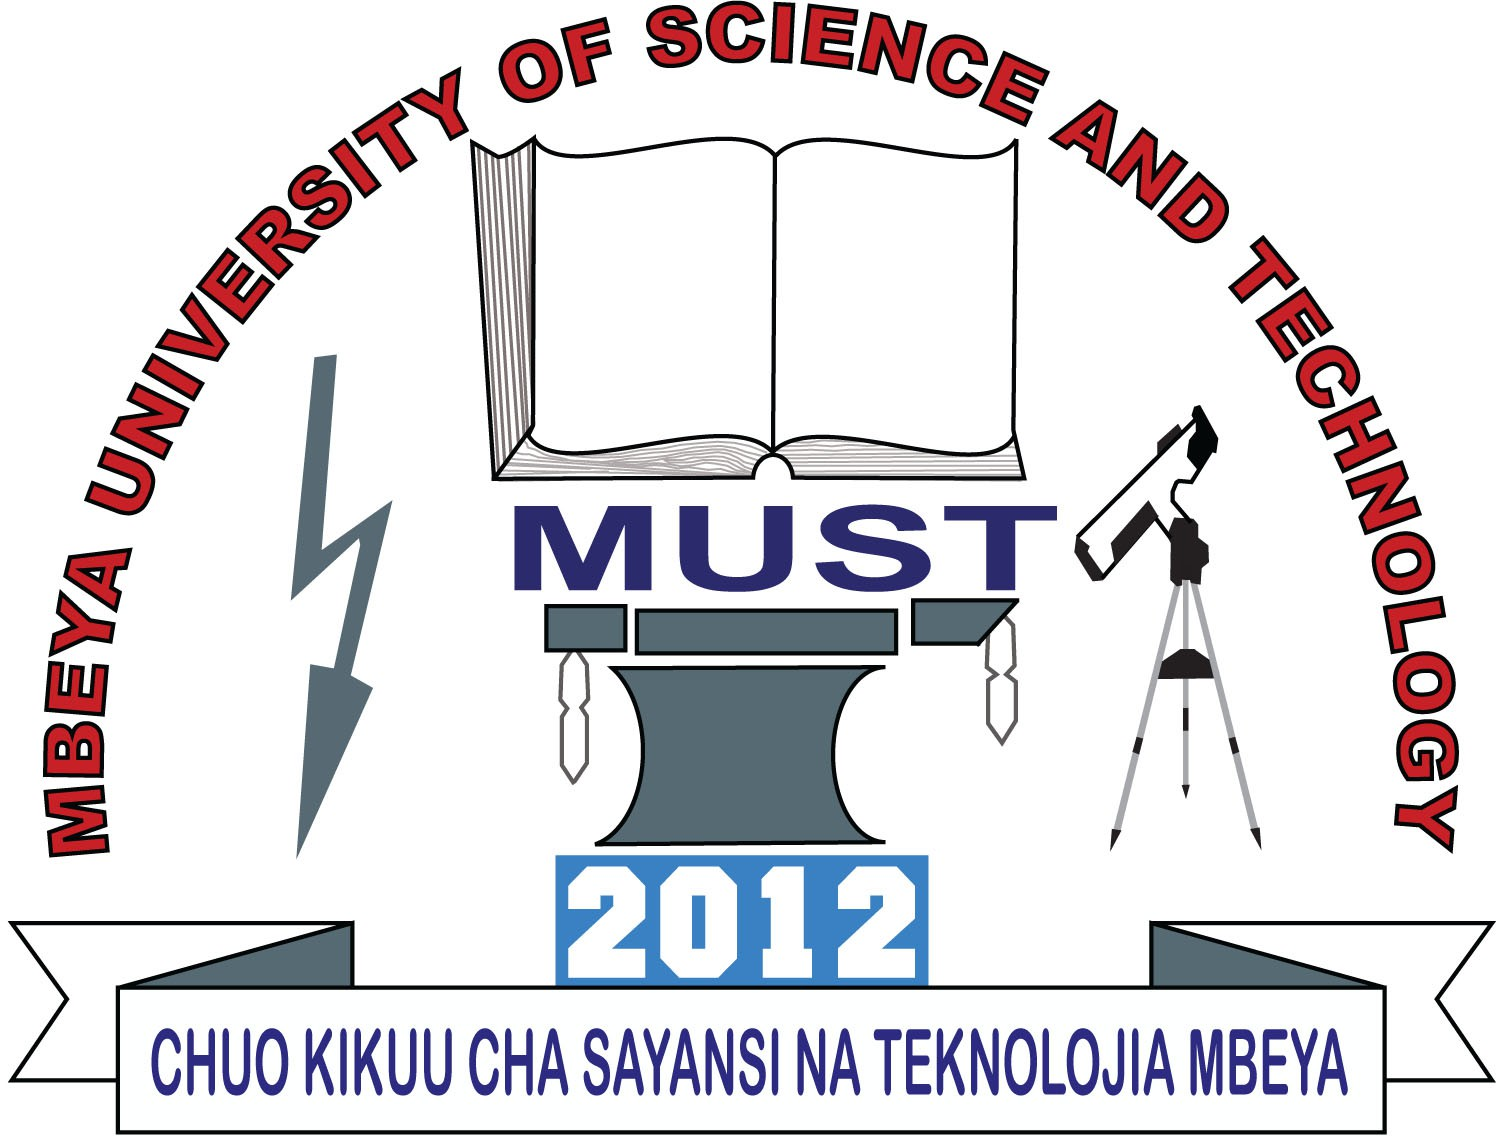 MBEYA UNIVERSITY OF SCIENCE AND TECHNOLOGY
MUST
2012
CHUO KIKUU CHA SAYANSI NA TEKNOLOJIA MBEYA